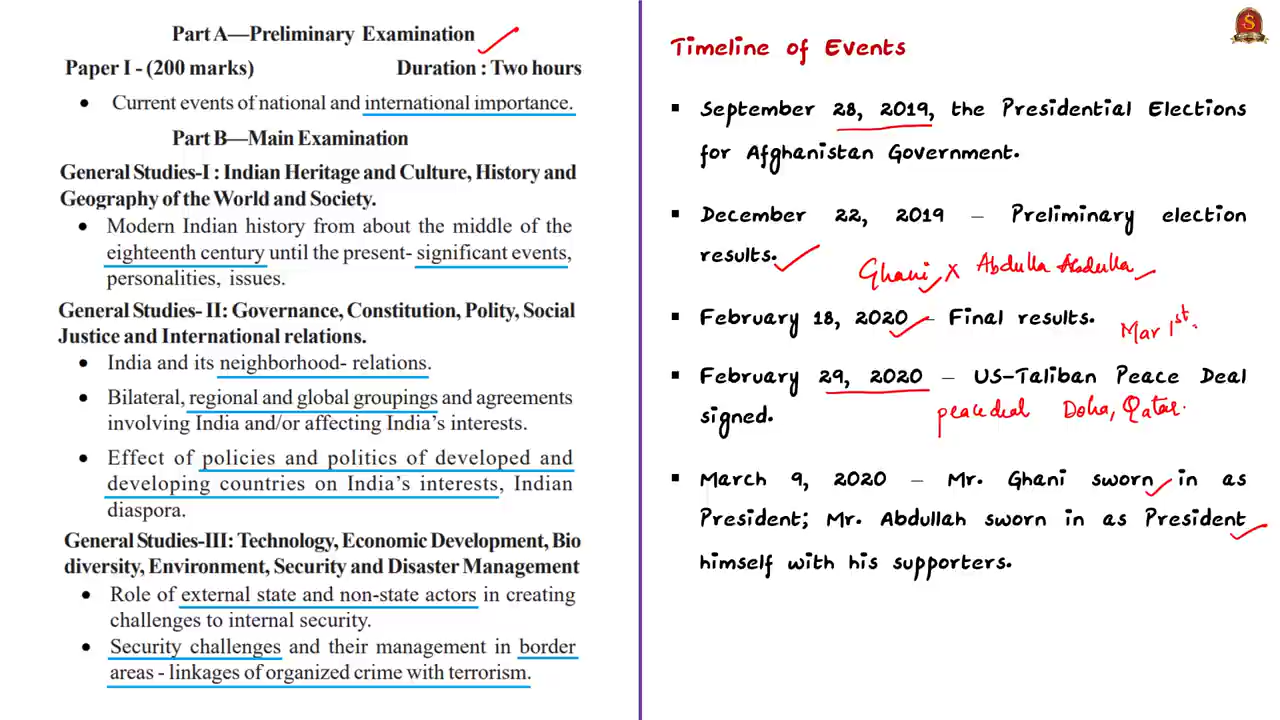 Part A—Preliminary Examination
Paper I - (200 marks) Duration : Two hours
• Current events of national and international importance.
Part B—Main Examination
General Studies-I : Indian Heritage and Culture, History and
Geography of the World and Society.
• Modern Indian history from about the middle of the
eighteenth century until the present- significant events,
personalities, issues.
General Studies- II: Governance, Constitution, Polity, Social
Justice and International relations.
• India and its neighborhood- relations.
• Bilateral, regional and global groupings and agreements
involving India and/or affecting India's interests.
• Effect of policies and politics of developed and
developing countries on India's interests, Indian
diaspora.
General Studies-III: Technology, Economic Development, Bio
diversity, Environment, Security and Disaster Management
• Role of external state and non-state actors in creating
challenges to internal security.
• Security challenges and their management in border
areas - linkages of organized crime with terrorism.
Timeline of Events
▪ September 28, 2019, the Presidential Elections
for Afghanistan Government.
▪ December 22, 2019 – Preliminary election
results.
Ghani x Abdulla Abdulla
▪ February 18, 2020 – Final results.
Mar 1st.
▪ February 29, 2020 – US-Taliban Peace Deal
signed.
peace deal Doha, Qatar.
▪ March 9, 2020 – Mr. Ghani sworn in as
President; Mr. Abdullah sworn in as President
himself with his supporters.
S